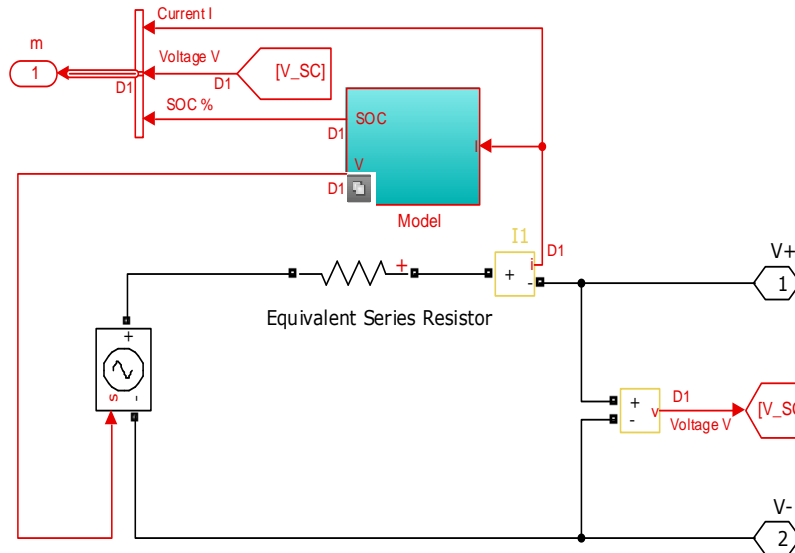 Current I
m
Voltage V
1
D1
D1
[V_SC]
SOC %
SOC
D1
I
V
D1
Model
I1
D1
i
+
+
-
V+
1
Equivalent Series Resistor
+
s
-
D1
+
-
v
Voltage V
[V_SC
V-
2